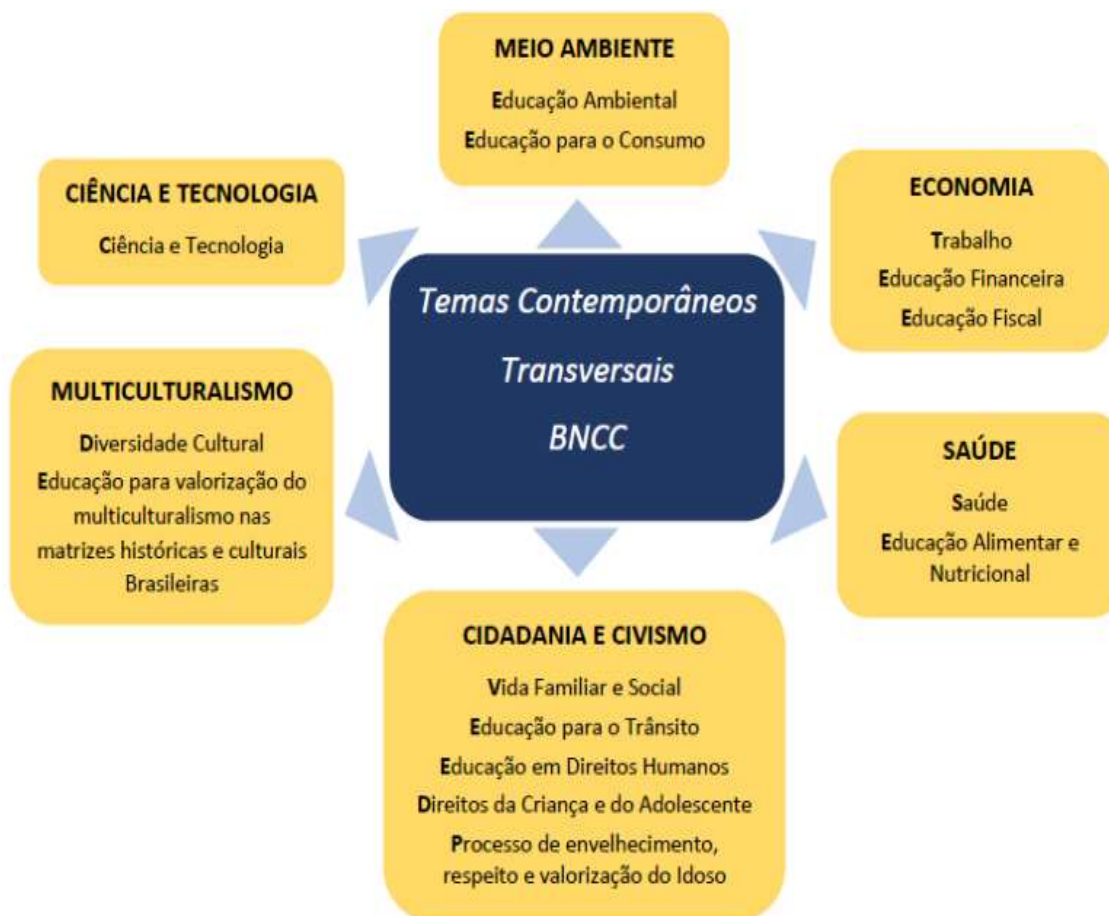 MEIO AMBIENTE
Educação Ambiental
Educação para o Consumo
CIÊNCIA E TECNOLOGIA
Ciência e Tecnologia
ECONOMIA
Trabalho
Educação Financeira
Educação Fiscal
Temas Contemporâneos
Transversais
BNCC
MULTICULTURALISMO
Diversidade Cultural
Educação para valorização do
multiculturalismo nas
matrizes históricas e culturais
Brasileiras
SAÚDE
Saúde
Educação Alimentar e
Nutricional
CIDADANIA E CIVISMO
Vida Familiar e Social
Educação para o Trânsito
Educação em Direitos Humanos
Direitos da Criança e do Adolescente
Processo de envelhecimento,
respeito e valorização do Idoso